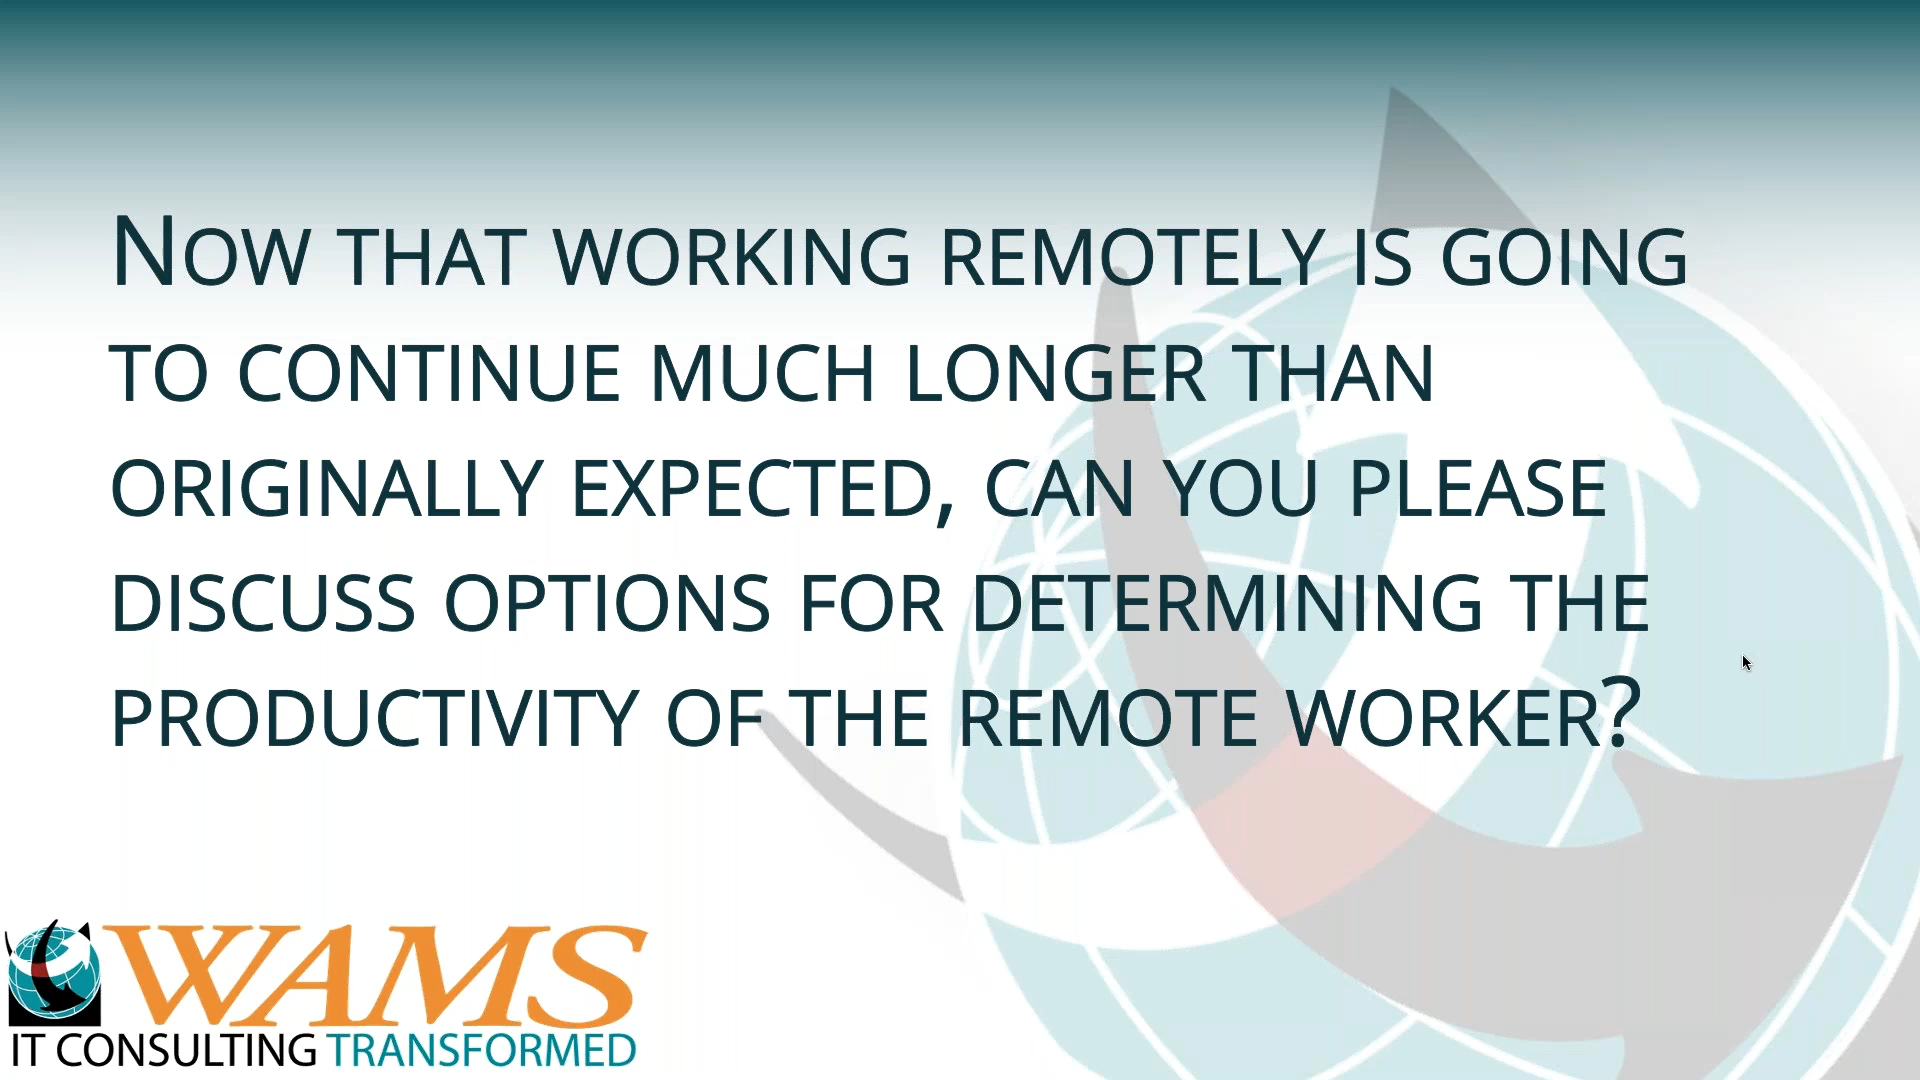 Now that working remotely is going
to continue much longer than
originally expected, can you please
discuss options for determining the
productivity of the remote worker?
WAMS
IT CONSULTING TRANSFORMED